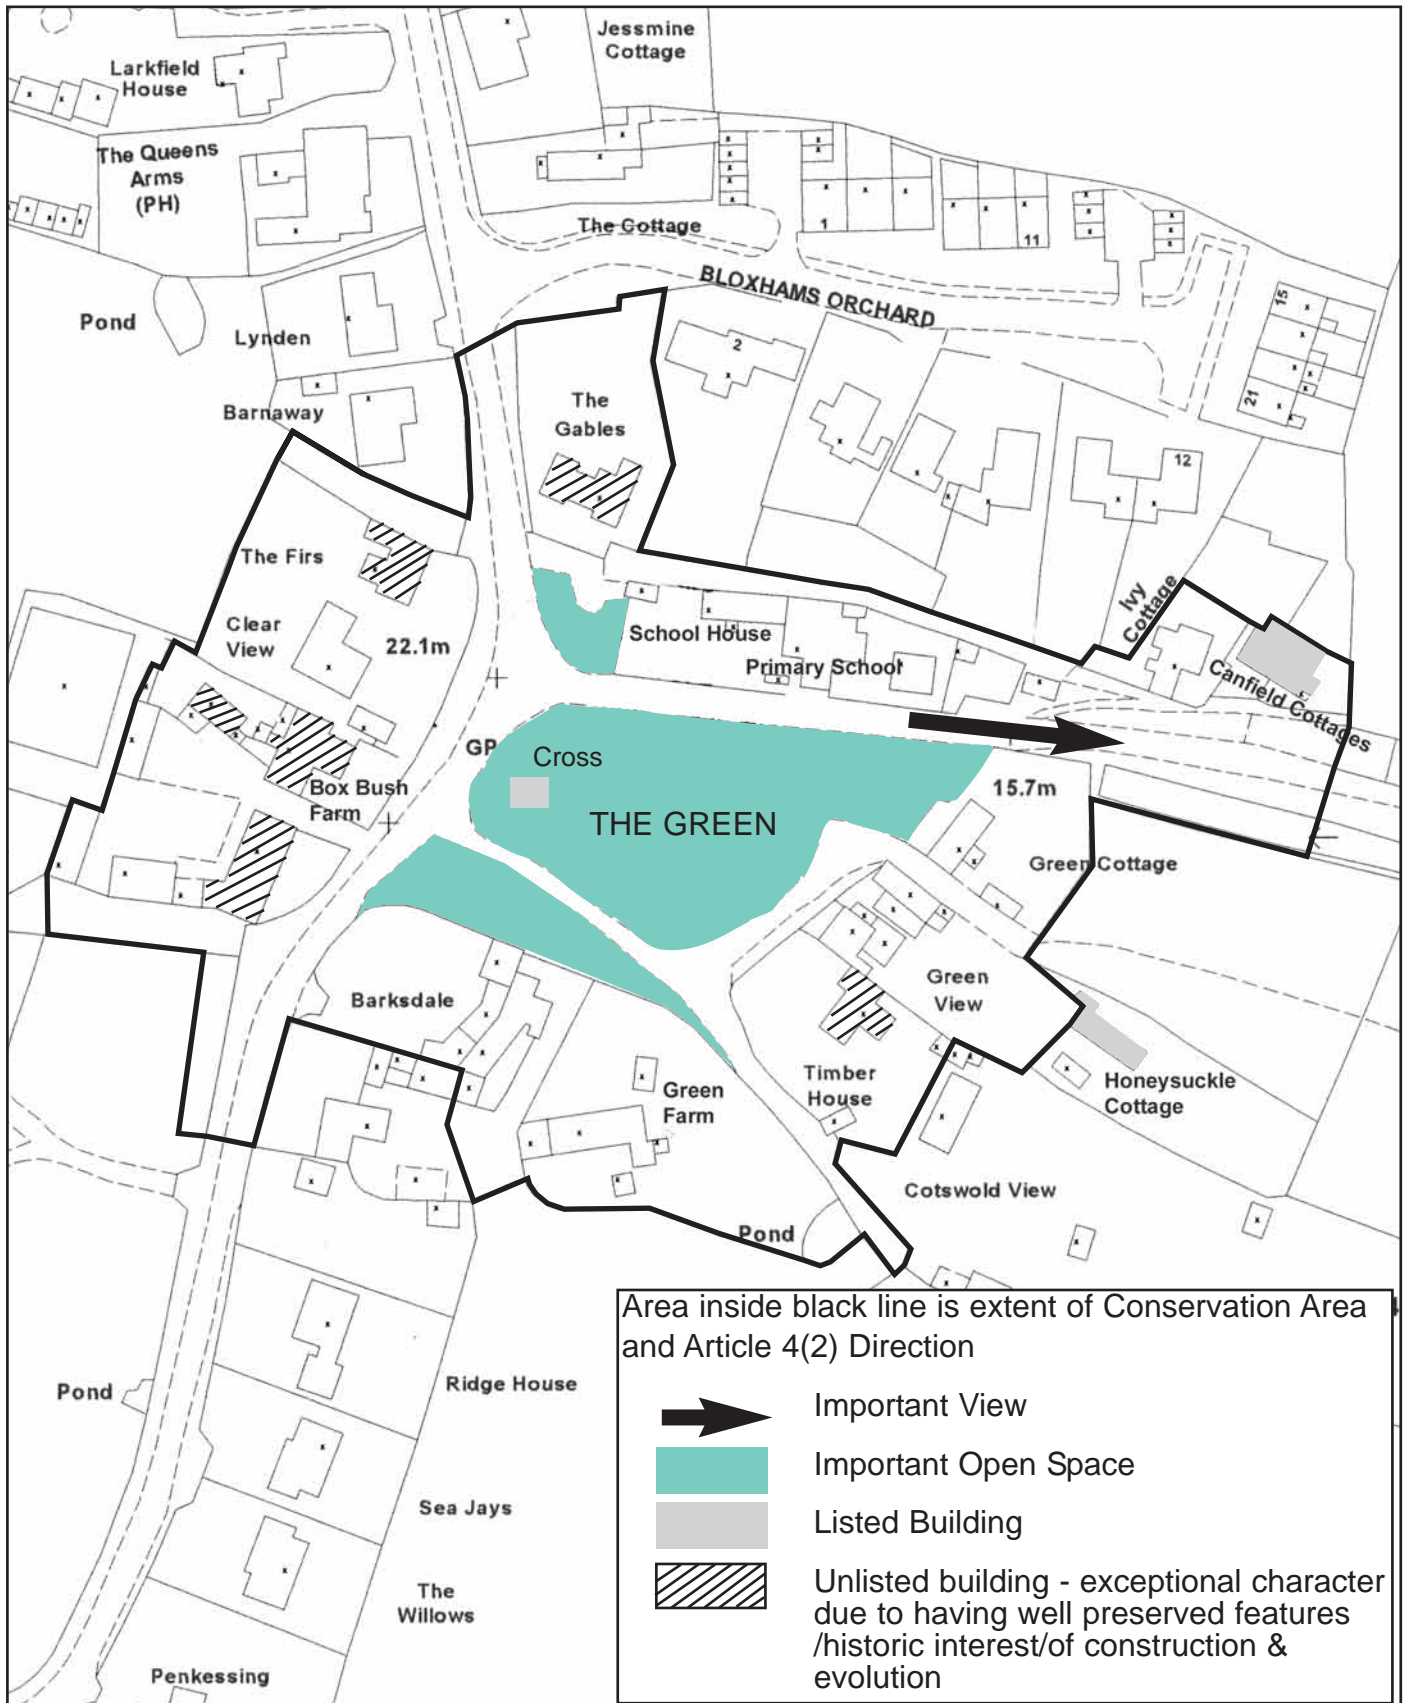 Jessmine
Cottage
Larkfield
House
The Queens
Arms
(PH)
The Cottage
1
11
BLOXHAMS ORCHARD
15
21
Pond
Lynden
2
Barnaway
The
Gables
12
The Firs
Ivy
Cottage
Clear
View
22.1m
School House
Primary School
Canfield Cottages
GP
Cross
Box Bush
Farm
THE GREEN
15.7m
Green Cottage
Barksdale
Green
View
Green
Farm
Timber
House
Honeysuckle
Cottage
Cotswold View
Pond
Pond
Ridge House
Sea Jays
The
Willows
Penkessing
Area inside black line is extent of Conservation Area
and Article 4(2) Direction
Important View
Important Open Space
Listed Building
Unlisted building - exceptional character
due to having well preserved features
/historic interest/of construction &
evolution